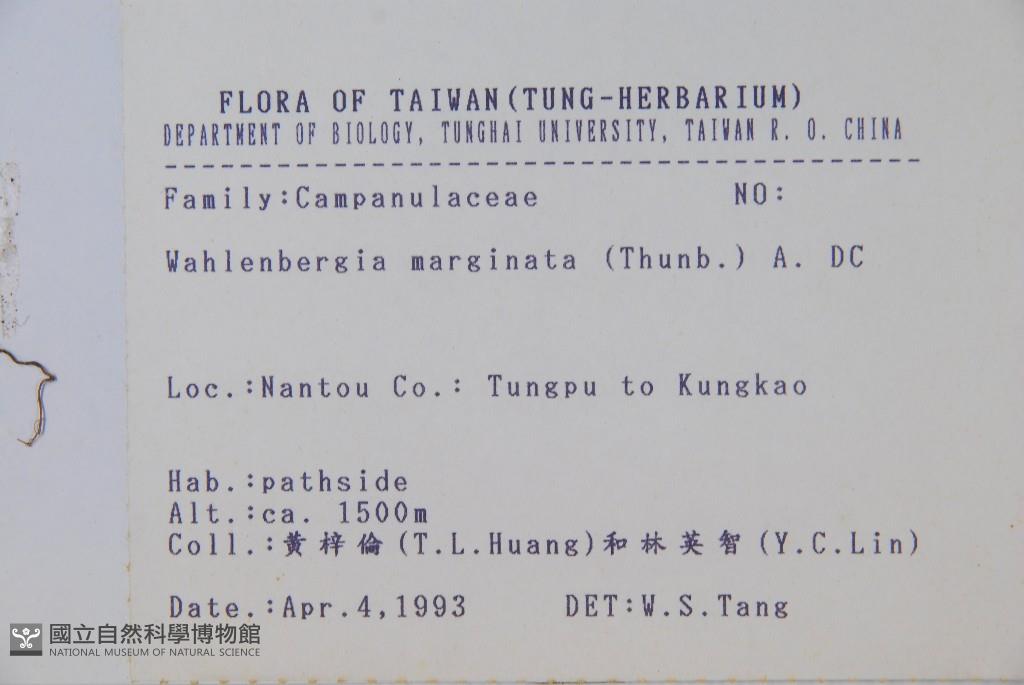 FLORA OF TAIWAN(TUNG-HERBARIUM)
DEPARTMENT OF BIOLOGY, TUNGHAI UNIVERSITY, TAIWAN R. O. CHINA
Family:Campanulaceae NO:
Wahlenbergia marginata (Thunb.) A. DC
Loc.:Nantou Co.: Tungpu to Kungkao
Hab.:pathside
Alt.:ca. 1500m
Coll.:黃梓倫(T.L.Huang)和林英智(Y.C.Lin)
Date.:Apr.4,1993 DET:W.S.Tang
國立自然科學博物館
NATIONAL MUSEUM OF NATURAL SCIENCE